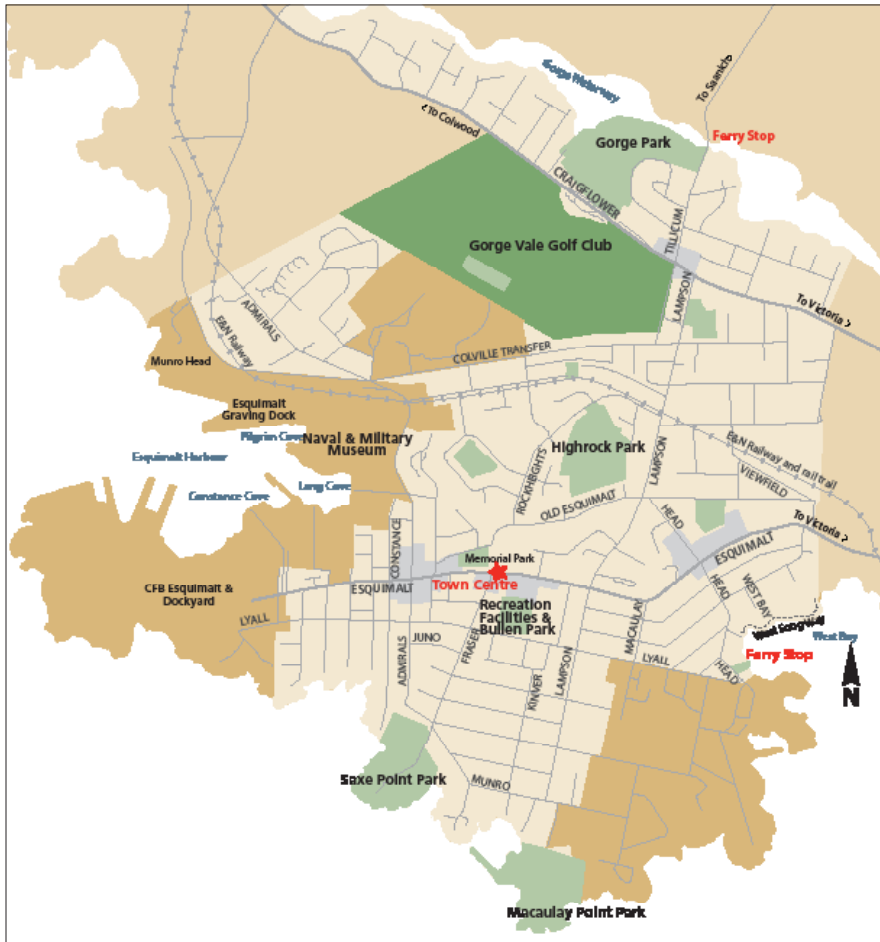 Gorge Waterway
To Saanich >
< To Colwood
Gorge Park
Ferry Stop
CRAIGFLOWER
TILLICUM
Gorge Vale Golf Club
LAMPSON
To Victoria >
ADMIRALS
E&N Railway
Munro Head
COLVILLE TRANSFER
Esquimalt
Graving Dock
Pilgrim Cove
Naval & Military
Museum
Esquimalt Harbour
Lang Cove
Constance Cove
Highrock Park
ROCKHEIGHTS
LAMPSON
E&N Railway and rail trail
VIEWFIELD
OLD ESQUIMALT
HEAD
To Victoria >
CONSTANCE
Memorial Park
ESQUIMALT
Town Centre
ESQUIMALT
CFB Esquimalt &
Dockyard
Recreation
Facilities &
Bullen Park
HEAD
WEST BAY
LYALL
JUNO
FRASER
MACAULAY
West Songway
West Bay
Ferry Stop
LYALL
HEAD
ADMIRALS
KINVER
LAMPSON
N
Saxe Point Park
MUNRO
Macaulay Point Park